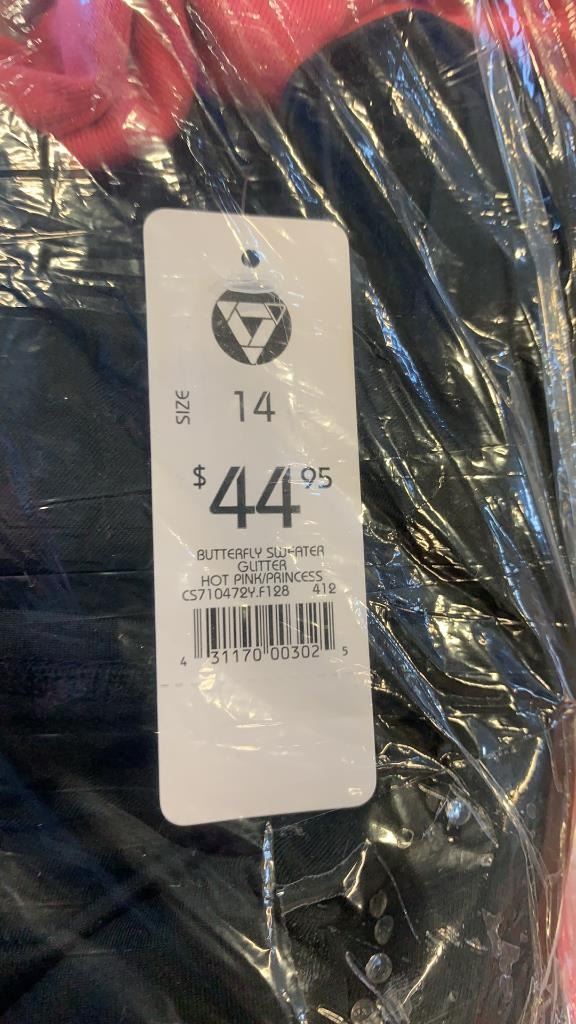 SIZE 14
$44 95
BUTTERFLY SWEATER
GLITTER
HOT PINK/PRINCESS
CS710472Y.F128 412
4 31170 00302 5